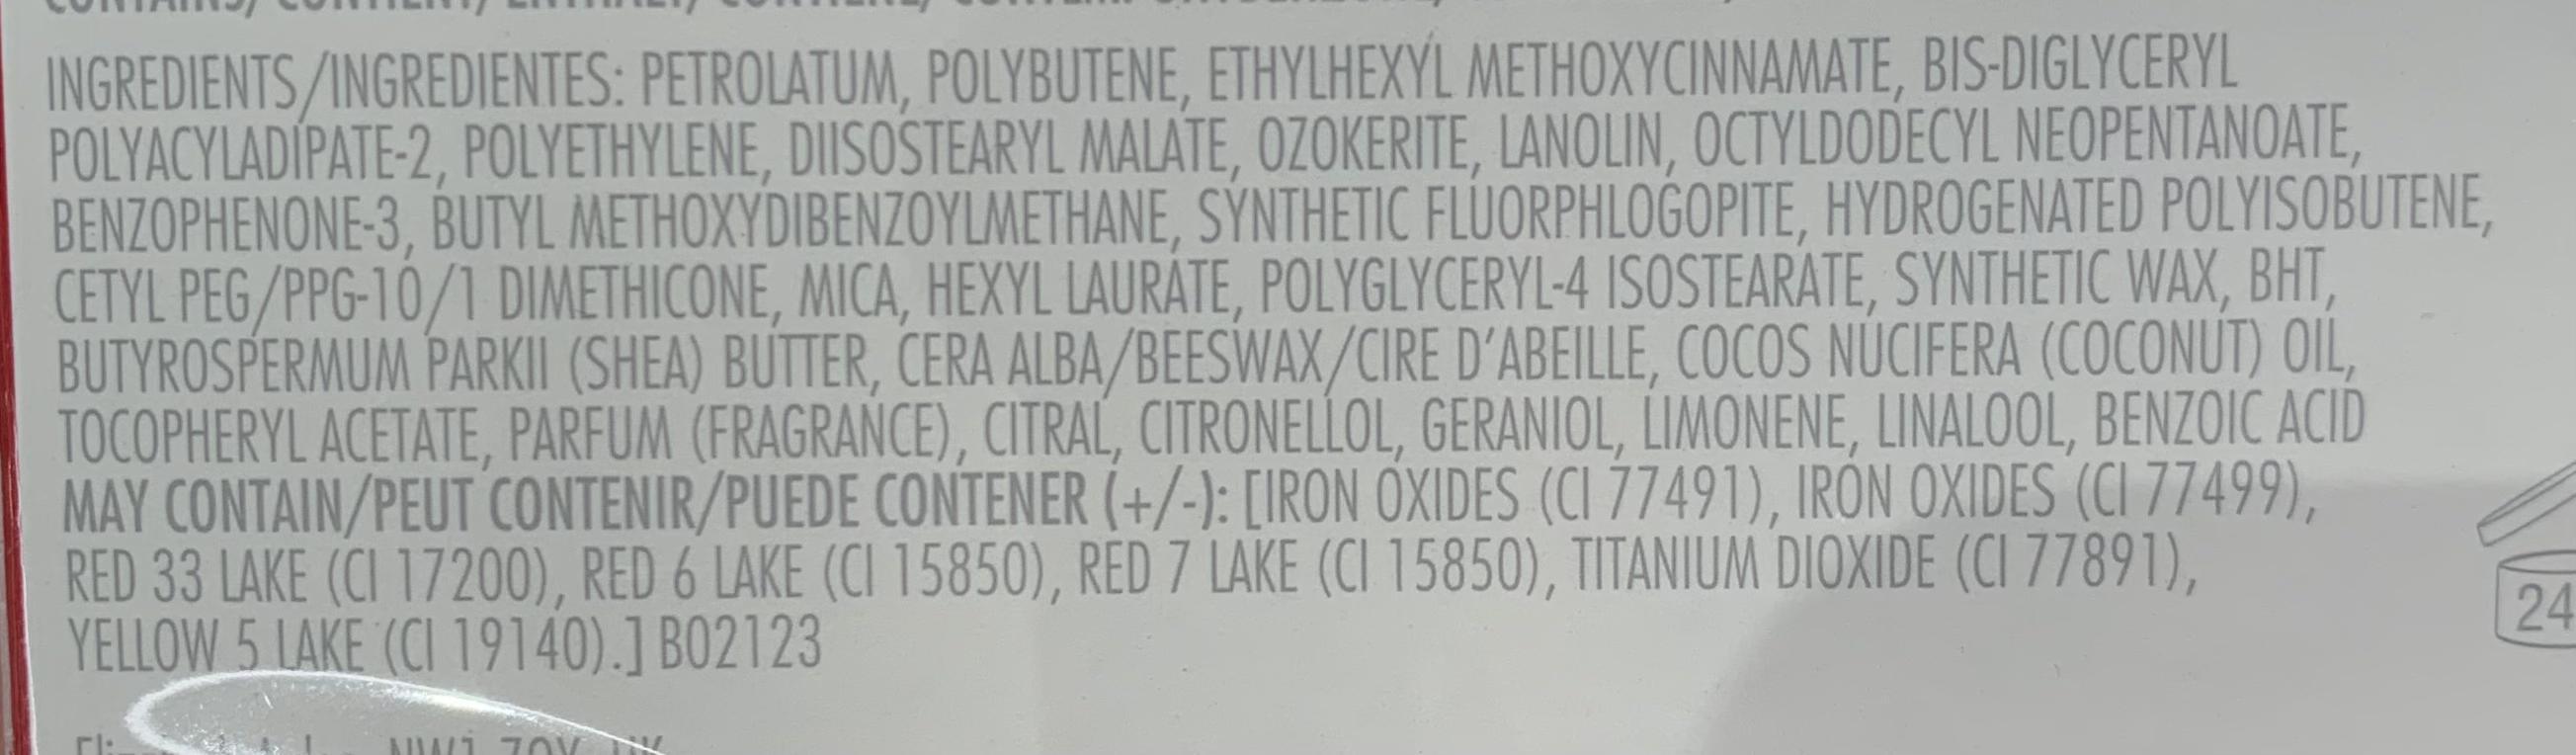 INGREDIENTS/INGREDIENTES: PETROLATUM, POLYBUTENE, ETHYLHEXYL METHOXYCINNAMATE, BIS-DIGLYCERYL
POLYACYLADIPATE-2, POLYETHYLENE, DIISOSTEARYL MALATE, OZOKERITE, LANOLIN, OCTYLDODECYL NEOPENTANOATE,
BENZOPHENONE-3, BUTYL METHOXYDIBENZOYLMETHANE, SYNTHETIC FLUORPHLOGOPITE, HYDROGENATED POLYISOBUTENE,
CETYL PEG/PPG-10/1 DIMETHICONE, MICA, HEXYL LAURATE, POLYGLYCERYL-4 ISOSTEARATE, SYNTHETIC WAX, BHT,
BUTYROSPERMUM PARKII (SHEA) BUTTER, CERA ALBA/BEESWAX/CIRE D'ABEILLE, COCOS NUCIFERA (COCONUT) OIL,
TOCOPHERYL ACETATE, PARFUM (FRAGRANCE), CITRAL, CITRONELLOL, GERANIOL, LIMONENE, LINALOOL, BENZOIC ACID
MAY CONTAIN/PEUT CONTENIR/PUEDE CONTENER (+/-): [IRON OXIDES (CI 77491), IRON OXIDES (CI 77499),
RED 33 LAKE (CI 17200), RED 6 LAKE (CI 15850), RED 7 LAKE (CI 15850), TITANIUM DIOXIDE (CI 77891),
YELLOW 5 LAKE (CI 19140).] B02123
24